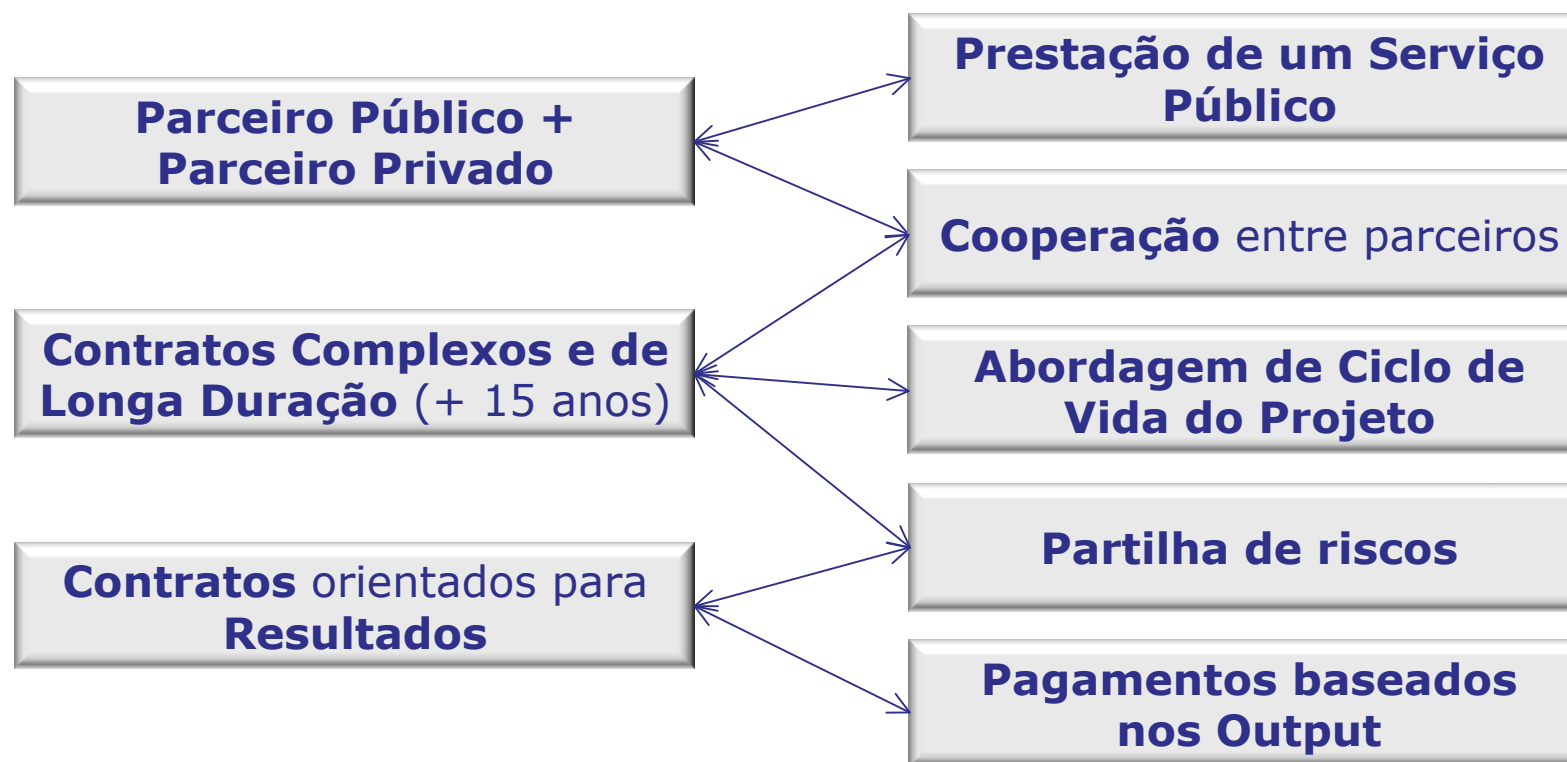 Parceiro Público +
Parceiro Privado
Contratos Complexos e de
Longa Duração (+ 15 anos)
Contratos orientados para
Resultados
Prestação de um Serviço
Público
Cooperação entre parceiros
Abordagem de Ciclo de
Vida do Projeto
Partilha de riscos
Pagamentos baseados
nos Output